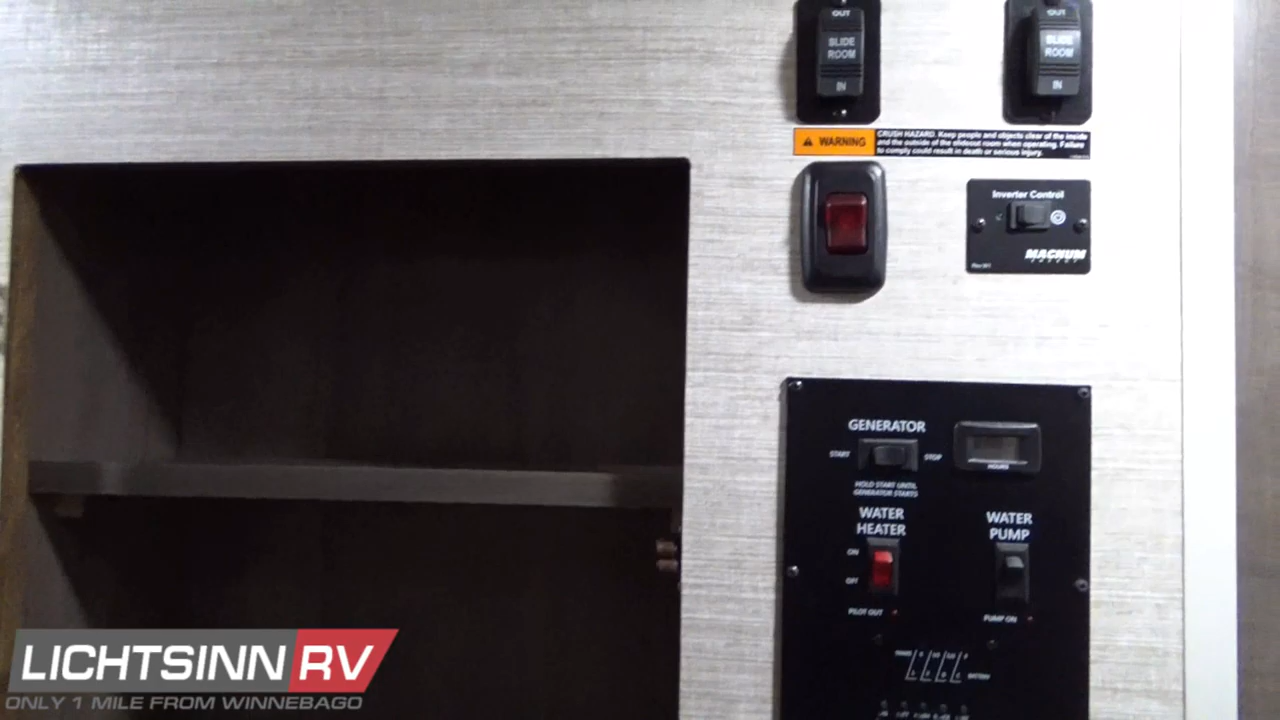 OUT
SLIDE
ROOM
IN
OUT
SLIDE
ROOM
IN
WARNING
CRUSH HAZARD. Keep people and objects clear of the inside
and the outside of the slideout room when operating. Failure
to comply could result in death or serious injury.
Inverter Control
MAGNUM
ENERGY
GENERATOR
START
STOP
HOURS
HOLD START UNTIL
GENERATOR STARTS
WATER
HEATER
WATER
PUMP
ON
OFF
PILOT OUT
PUMP ON
BATTERY
LICHTSINN RV
ONLY 1 MILE FROM WINNEBAGO